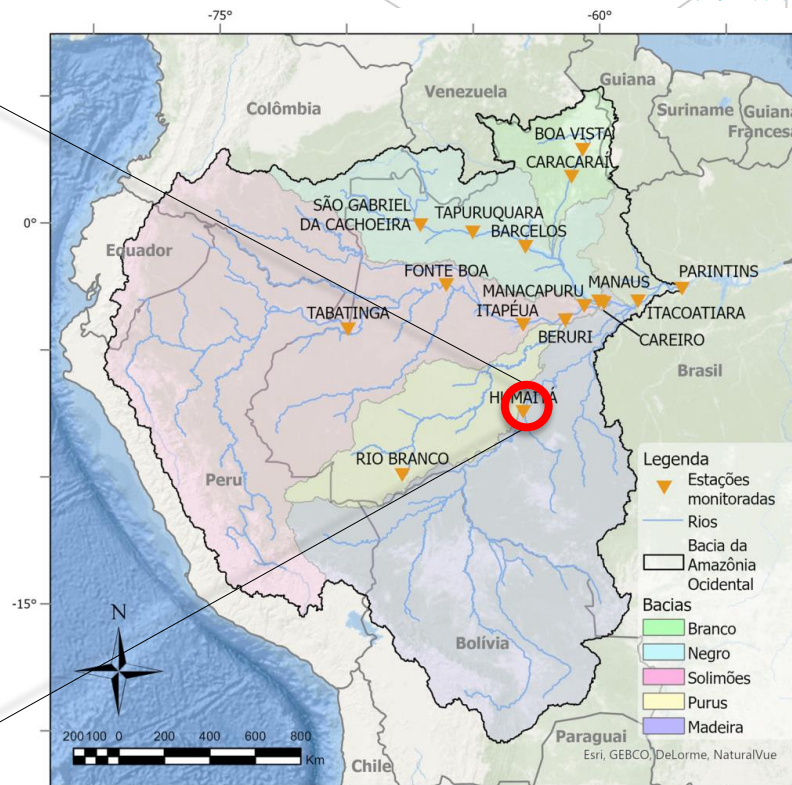 -75°
-60°
Guiana
Venezuela
Colômbia
Suriname
Guian
Francesa
BOA VISTA
CARACARAÍ
SÃO GABRIEL
DA CACHOEIRA
TAPURUQUARA
BARCELOS
0°
Equador
FONTE BOA
PARINTINS
MANAUS
MANACAPURU
TABATINGA
ITAPÉUA
ITACOATIARA
BERURI
CAREIRO
Brasil
HUMAITÁ
RIO BRANCO
Peru
Legenda
Estações
monitoradas
Rios
Bacia da
Amazônia
Ocidental
Bacias
Branco
Negro
Solimões
Purus
Madeira
-15°
N
Bolívia
Paraguai
Chile
200 100 0 200 400 600 800
Km
Esri, GEBCO, DeLorme, NaturalVue